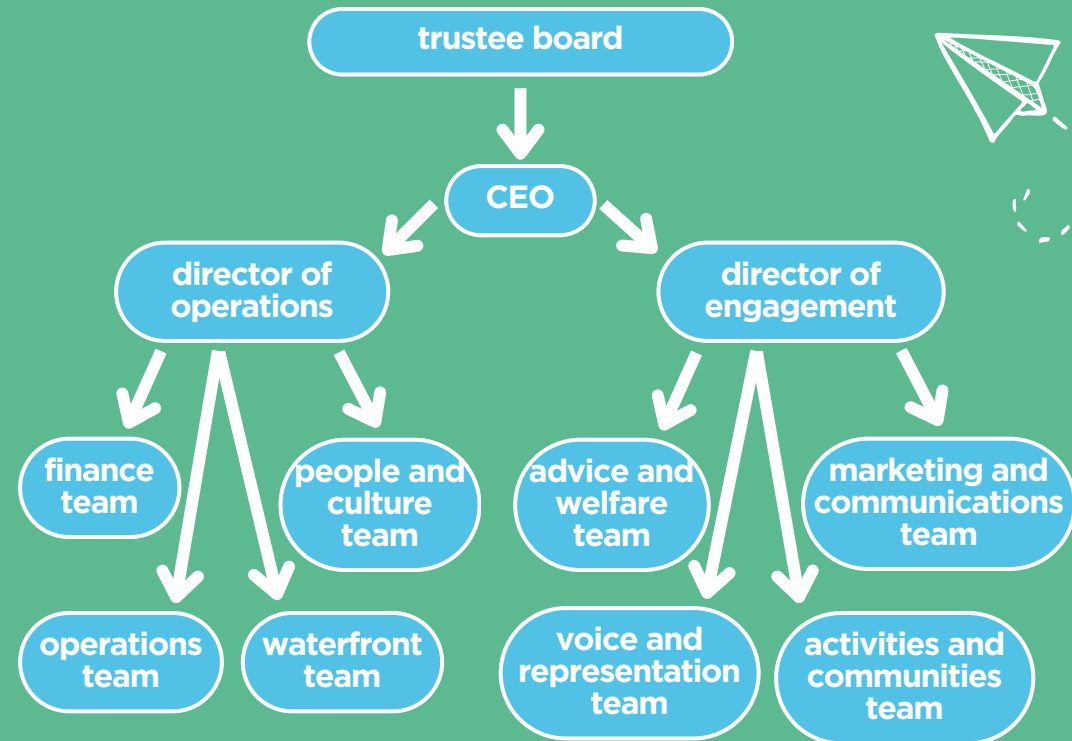 trustee board
CEO
director of
operations
director of
engagement
finance
team
people and
culture
team
advice and
welfare
team
marketing and
communications
team
operations
team
waterfront
team
voice and
representation
team
activities and
communities
team